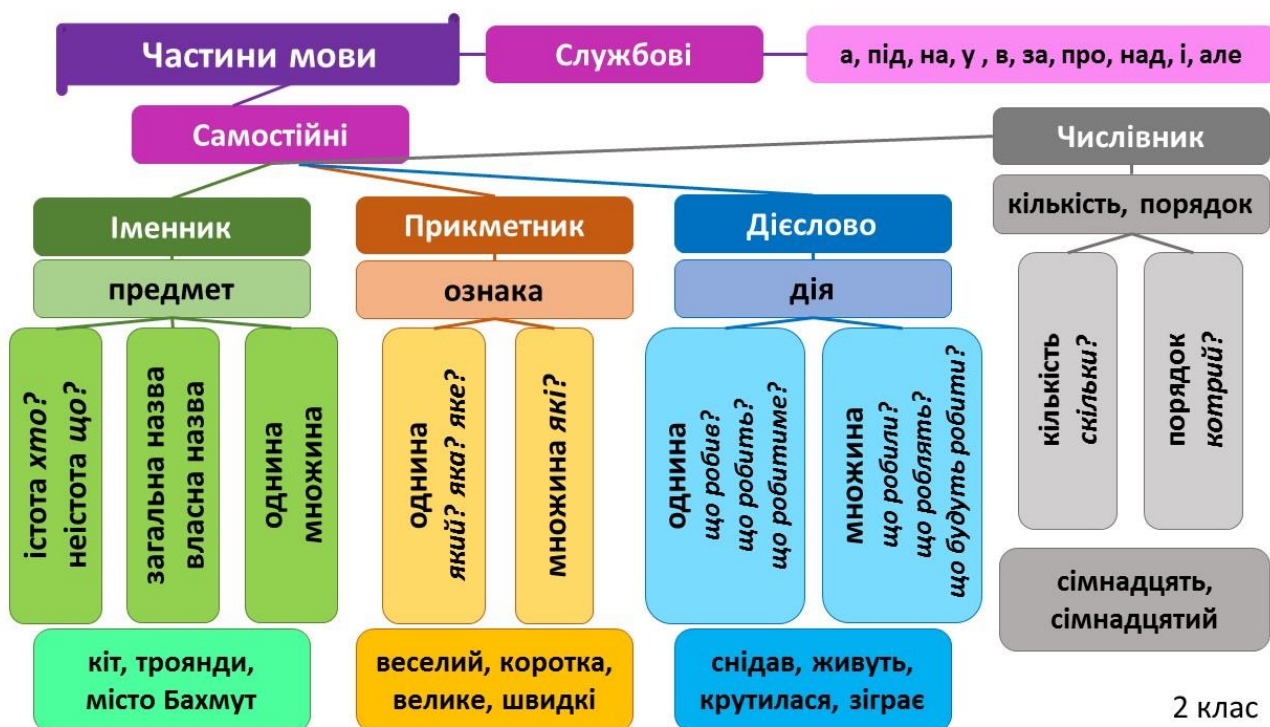 Частини мови
Службові
а, під, на, у , в, за, про, над, і, але
Самостійні
Числівник
кількість, порядок
Іменник
Прикметник
Дієслово
предмет
ознака
дія
істота хто?
неістота що?
загальна назва
власна назва
однина
множина
однина
який? яка? яке?
множина які?
однина
що робив?
що робить?
що робитиме?
множина
що робили?
що роблять?
що будуть робити?
кількість
скільки?
порядок
котрий?
кіт, троянди,
місто Бахмут
веселий, коротка,
велике, швидкі
снідав, живуть,
крутилася, зіграє
сімнадцять,
сімнадцятий
2 клас